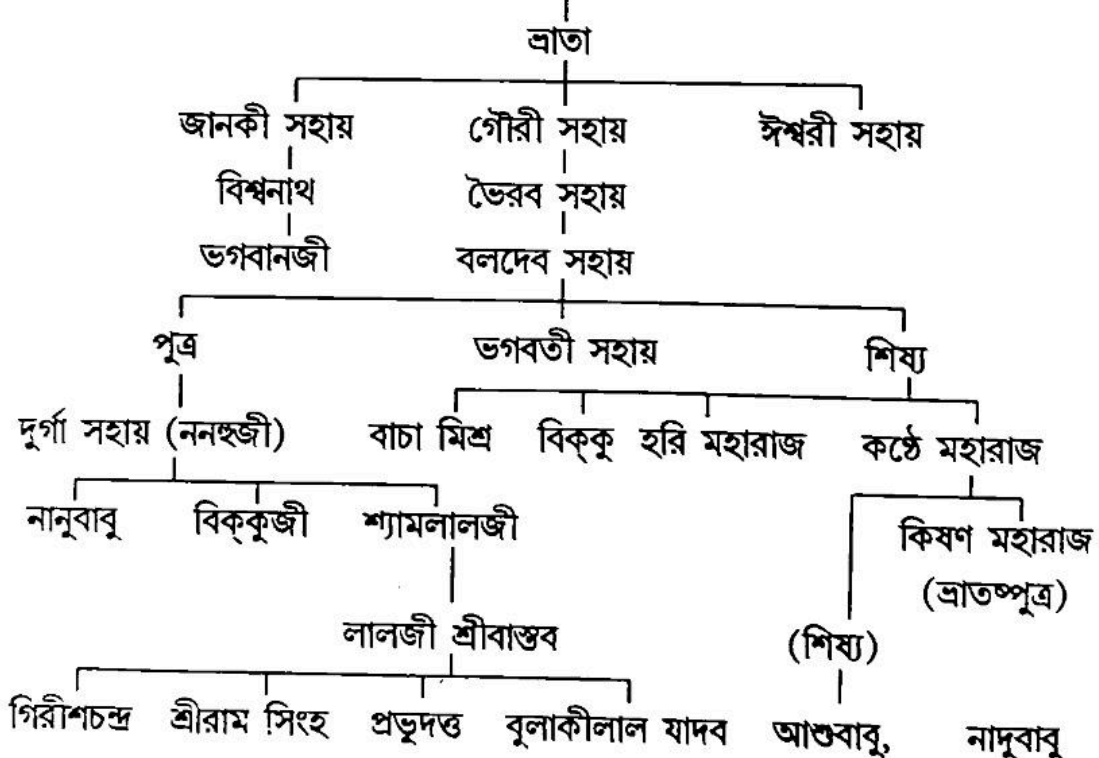 ভ্রাতা
জানকী সহায় গৌরী সহায় ঈশ্বরী সহায়
বিশ্বনাথ ভৈরব সহায়
ভগবানজী বলদেব সহায়
পুত্র ভগবতী সহায় শিষ্য
দুর্গা সহায় (ননহুজী) বাচা মিশ্র বিক্কু হরি মহারাজ কণ্ঠে মহারাজ
নানুবাবু বিক্কুজী শ্যামলালজী কিষণ মহারাজ
(ভ্রাতষ্পুত্র)
লালজী শ্রীবাস্তব (শিষ্য)
গিরীশচন্দ্র শ্রীরাম সিংহ প্রভুদত্ত বুলাকীলাল যাদব আশুবাবু, নাদুবাবু